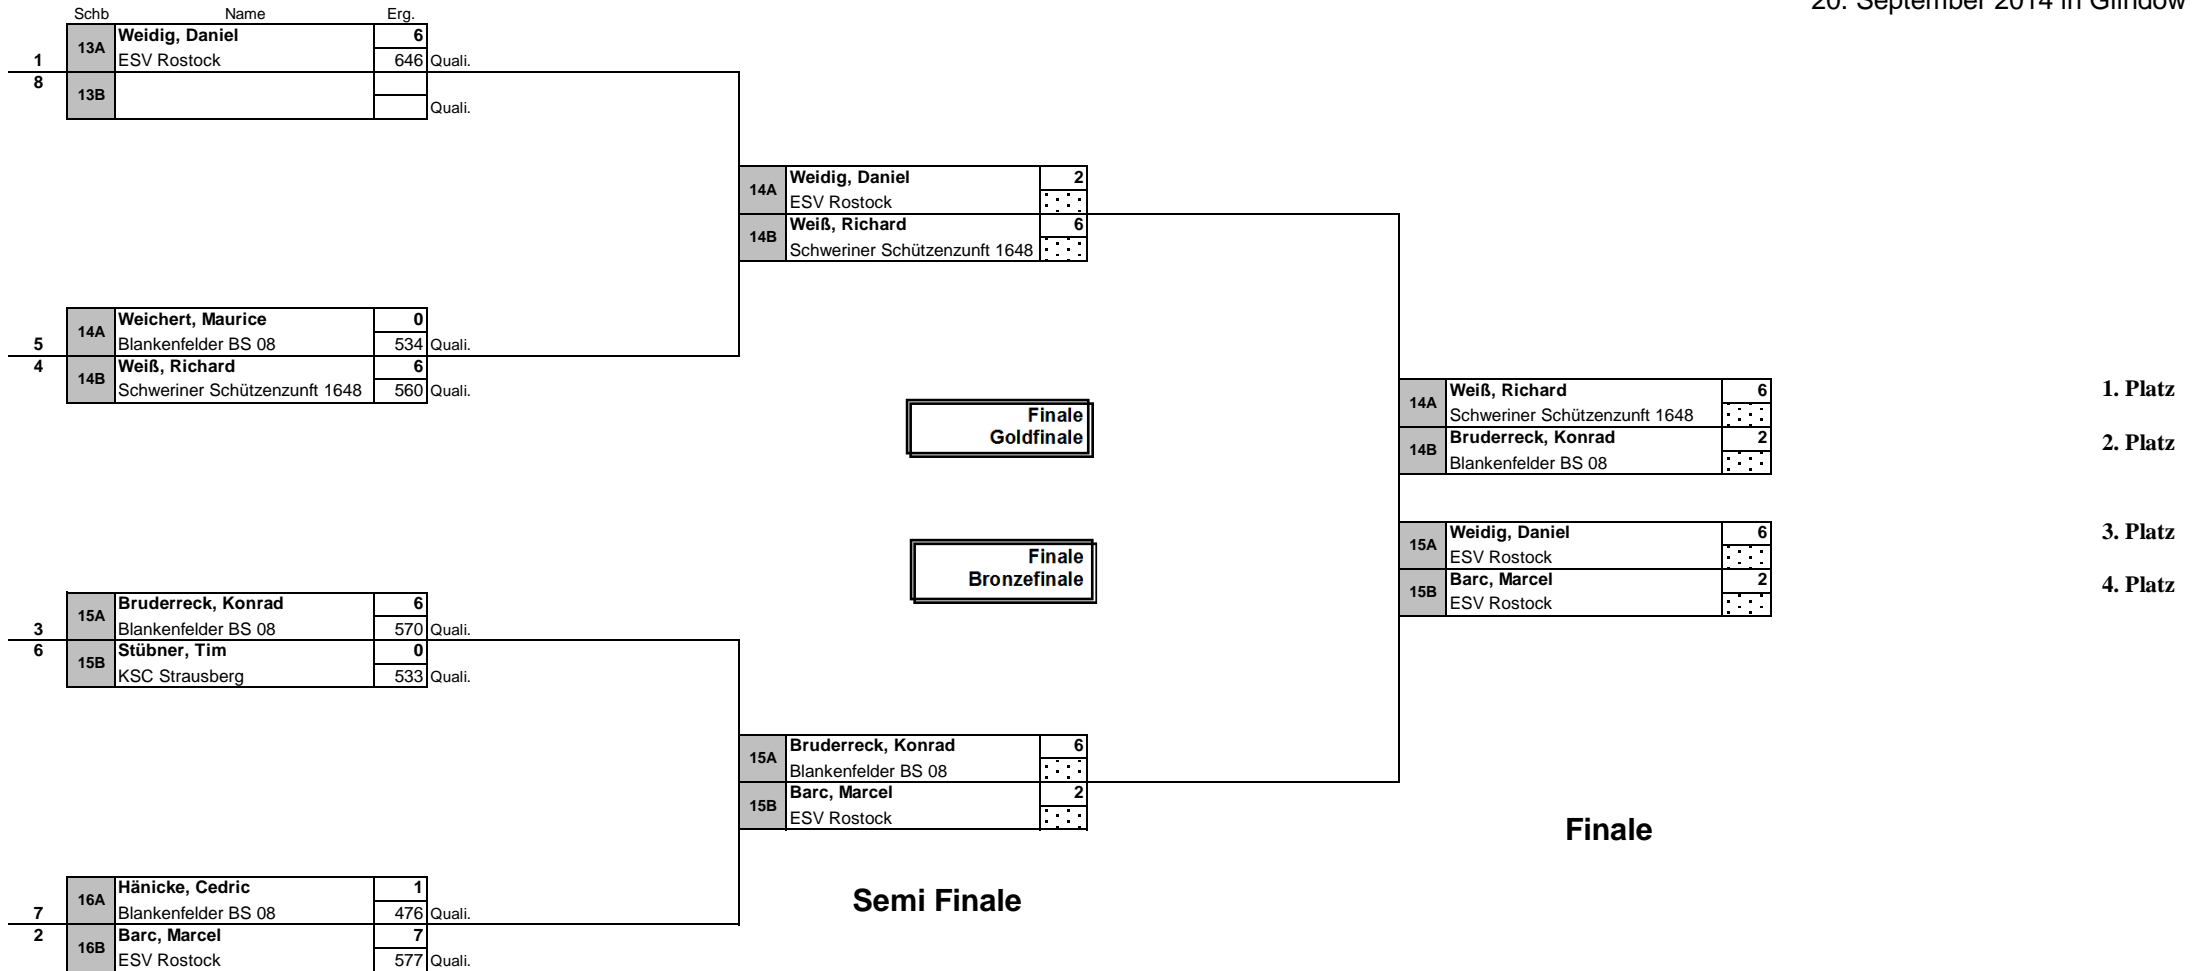 20. September 2014 in Glindow
Schb Name Erg.
13A Weidig, Daniel 6
1 ESV Rostock 646 Quali.
8
13B
Quali.
14A Weidig, Daniel 2
ESV Rostock
14B Weiß, Richard 6
Schweriner Schützenzunft 1648
14A Weichert, Maurice 0
5 Blankenfelder BS 08 534 Quali.
4 14B Weiß, Richard 6
Schweriner Schützenzunft 1648 560 Quali.
Finale
Goldfinale
14A Weiß, Richard 6 1. Platz
Schweriner Schützenzunft 1648
14B Bruderreck, Konrad 2 2. Platz
Blankenfelder BS 08
Finale
Bronzefinale
15A Weidig, Daniel 6 3. Platz
ESV Rostock
15B Barc, Marcel 2 4. Platz
ESV Rostock
15A Bruderreck, Konrad 6
3 Blankenfelder BS 08 570 Quali.
6 15B Stübner, Tim 0
KSC Strausberg 533 Quali.
15A Bruderreck, Konrad 6
Blankenfelder BS 08
15B Barc, Marcel 2
ESV Rostock
Finale
Semi Finale
16A Hänicke, Cedric 1
7 Blankenfelder BS 08 476 Quali.
2 16B Barc, Marcel 7
ESV Rostock 577 Quali.